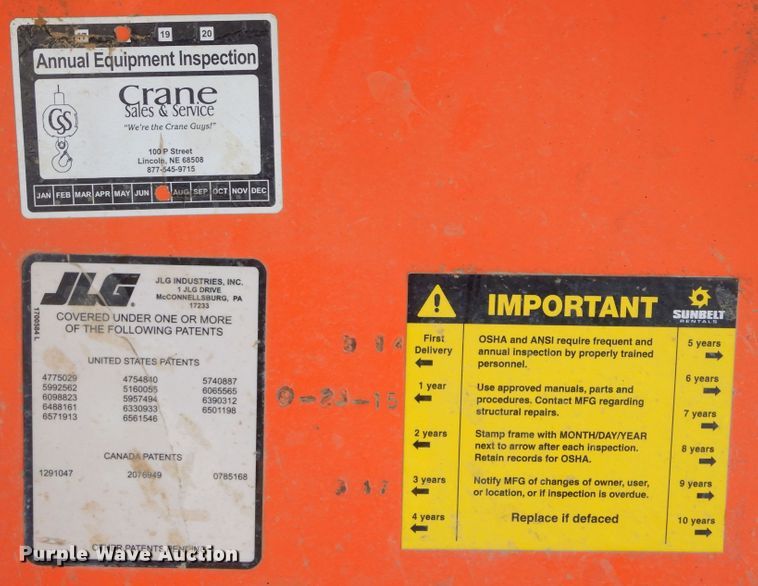 19 20
Annual Equipment Inspection
CSS
Crane
Sales & Service
"We're the Crane Guys!"
100 P Street
Lincoln, NE 68508
877-545-9715
JAN FEB MAR APR MAY JUN AUG SEP OCT NOV DEC
JLG
JLG INDUSTRIES, INC.
1 JLG DRIVE
McCONNELLSBURG, PA
17233
1700584 L
COVERED UNDER ONE OR MORE
OF THE FOLLOWING PATENTS
UNITED STATES PATENTS
4775029 4754840 5740887
5992562 5160055 6065565
6098823 5957494 6390312
6488161 6330933 6501198
6571913 6561546
CANADA PATENTS
1291047 2076949 0785168
OTHER PATENTS PENDING
IMPORTANT
SUNBELT
RENTALS
First
Delivery
1 year
2 years
3 years
4 years
OSHA and ANSI require frequent and
annual inspection by properly trained
personnel.
Use approved manuals, parts and
procedures. Contact MFG regarding
structural repairs.
Stamp frame with MONTH/DAY/YEAR
next to arrow after each inspection.
Retain records for OSHA.
Notify MFG of changes of owner, user,
or location, or if inspection is overdue.
Replace if defaced
5 years
6 years
7 years
8 years
9 years
10 years
Purple Wave Auction